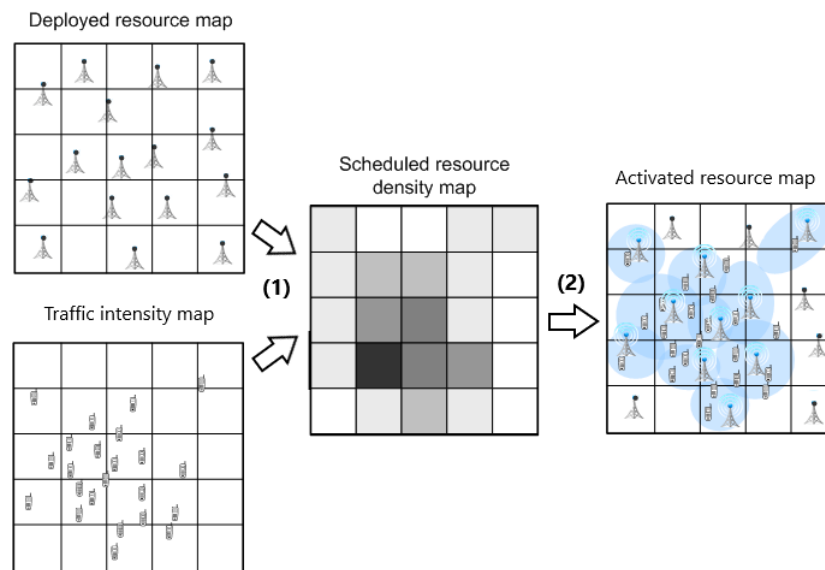 Deployed resource map
Scheduled resource
density map
Activated resource map
(1)
(2)
Traffic intensity map